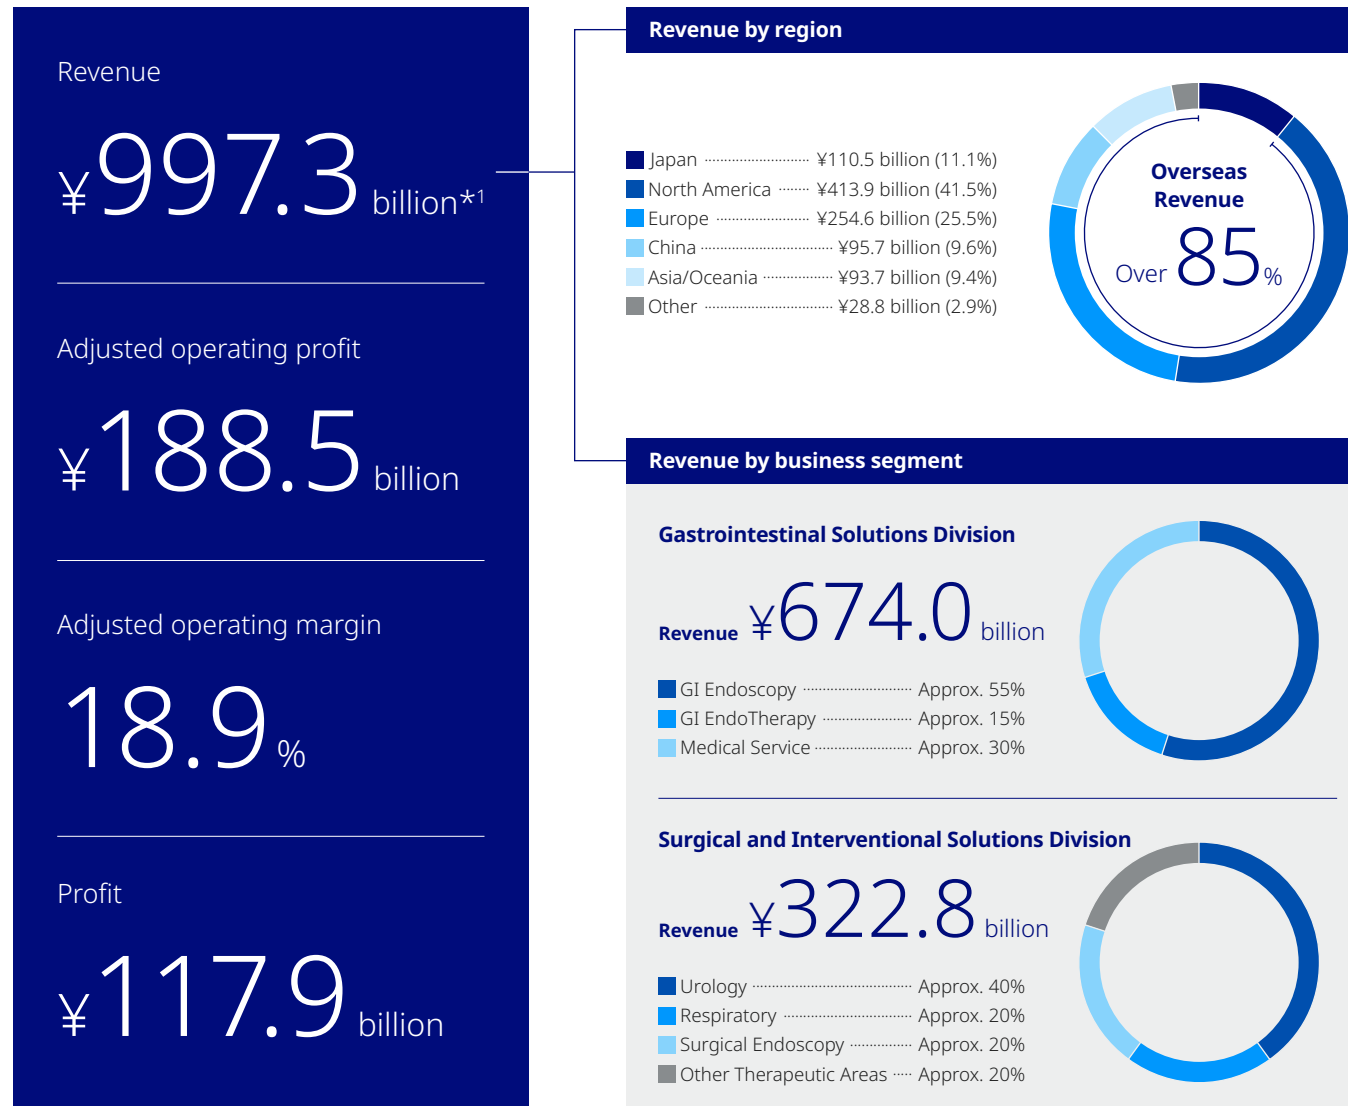 Revenue
¥997.3 billion*1
Adjusted operating profit
¥188.5 billion
Adjusted operating margin
18.9 %
Profit
¥117.9 billion
Revenue by region
Japan ¥110.5 billion (11.1%)
North America ¥413.9 billion (41.5%)
Europe ¥254.6 billion (25.5%)
China ¥95.7 billion (9.6%)
Asia/Oceania ¥93.7 billion (9.4%)
Other ¥28.8 billion (2.9%)
Overseas
Revenue
Over 85%
Revenue by business segment
Gastrointestinal Solutions Division
Revenue ¥674.0 billion
GI Endoscopy Approx. 55%
GI EndoTherapy Approx. 15%
Medical Service Approx. 30%
Surgical and Interventional Solutions Division
Revenue ¥322.8 billion
Urology Approx. 40%
Respiratory Approx. 20%
Surgical Endoscopy Approx. 20%
Other Therapeutic Areas Approx. 20%